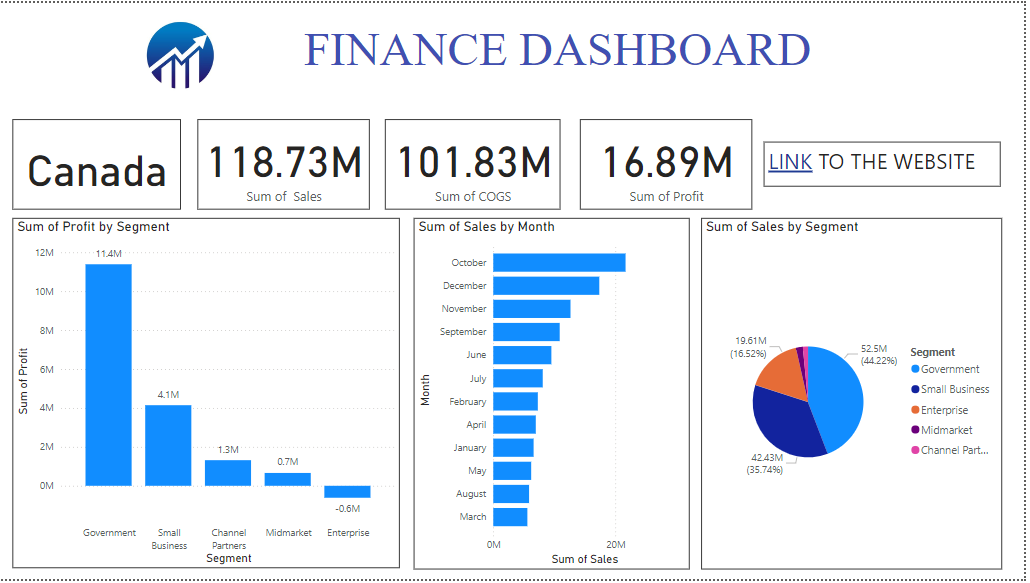 FINANCE DASHBOARD
Canada
118.73M
Sum of Sales
101.83M
Sum of COGS
16.89M
Sum of Profit
LINK TO THE WEBSITE
Sum of Profit by Segment
Sum of Profit
12M
10M
8M
6M
4M
2M
0M
11.4M
4.1M
1.3M
0.7M
-0.6M
Government
Small
Business
Channel
Partners
Midmarket
Enterprise
Segment
Sum of Sales by Month
Month
October
December
November
September
June
July
February
April
January
May
August
March
0M
20M
Sum of Sales
Sum of Sales by Segment
19.61M
(16.52%)
52.5M
(44.22%)
42.43M
(35.74%)
Segment
Government
Small Business
Enterprise
Midmarket
Channel Part...